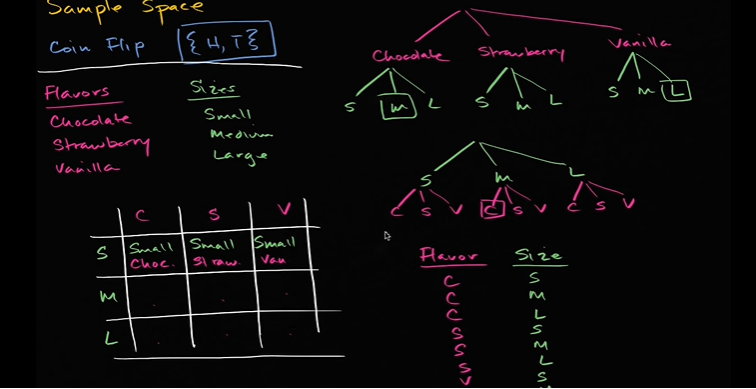 Sample Space
Coin Flip {H, T}
Flavors
Chocolate
Strawberry
Vanilla
Sizes
Small
Medium
Large
Chocolate Strawberry Vanilla
S M L S M L S M L
S M L
C S V C S V C S V
C S V
S Small Choc. Small Straw. Small Van
M
L
Flavor Size
C S
C M
C L
S S
S M
S L
V S